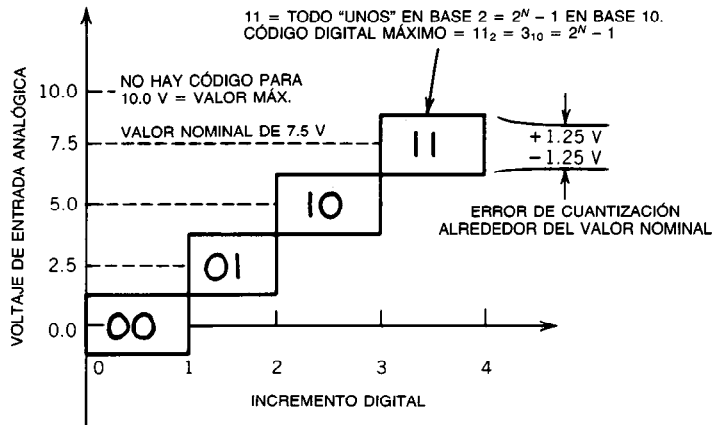 11 = TODO "UNOS" EN BASE 2 = 2ᴺ − 1 EN BASE 10.
CÓDIGO DIGITAL MÁXIMO = 11₂ = 3₁₀ = 2ᴺ − 1
VOLTAJE DE ENTRADA ANALÓGICA
10.0
NO HAY CÓDIGO PARA
10.0 V = VALOR MÁX.
VALOR NOMINAL DE 7.5 V
7.5
11
+1.25 V
−1.25 V
ERROR DE CUANTIZACIÓN
ALREDEDOR DEL VALOR NOMINAL
5.0
10
2.5
01
0.0
00
0 1 2 3 4
INCREMENTO DIGITAL